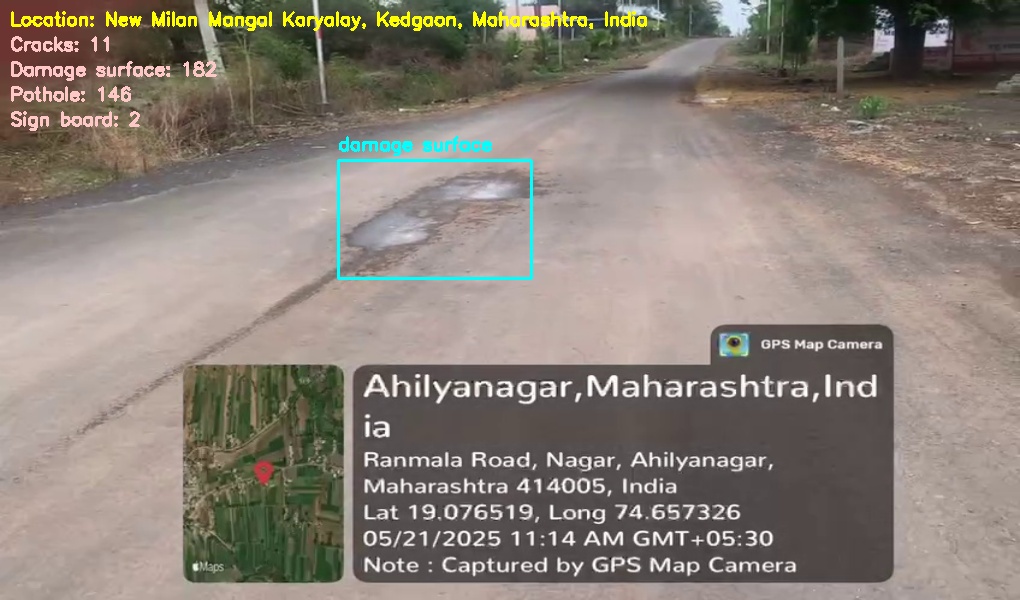 Location: New Milan Mangal Karyalay, Kedgaon, Maharashtra, India
Cracks: 11
Damage surface: 182
Pothole: 146
Sign board: 2
damage surface
GPS Map Camera
Ahilyanagar,Maharashtra,Ind
ia
Ranmala Road, Nagar, Ahilyanagar,
Maharashtra 414005, India
Lat 19.076519, Long 74.657326
05/21/2025 11:14 AM GMT+05:30
Note : Captured by GPS Map Camera
Maps